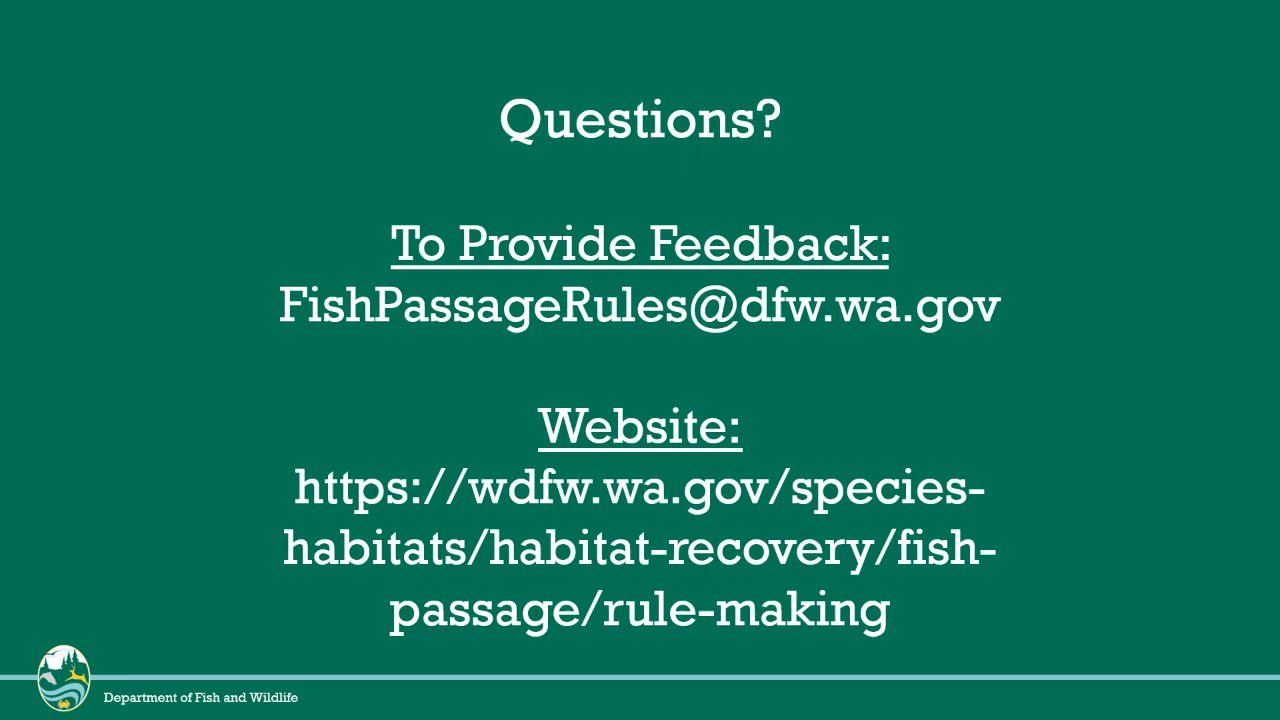 Questions?
To Provide Feedback:
FishPassageRules@dfw.wa.gov
Website:
https://wdfw.wa.gov/species-
habitats/habitat-recovery/fish-
passage/rule-making
Department of Fish and Wildlife